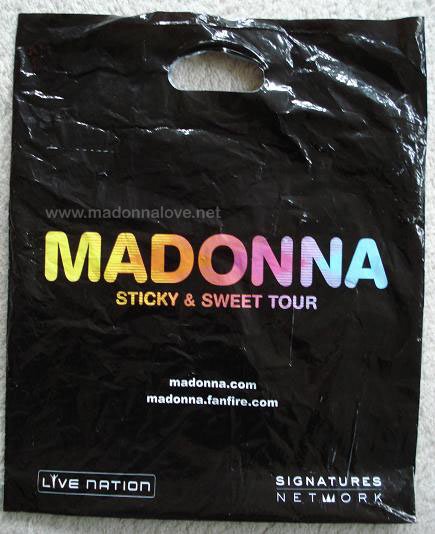 www.madonnalove.net
MADONNA
STICKY & SWEET TOUR
madonna.com
madonna.fanfire.com
LIVE NATION
SIGNATURES
NETWORK